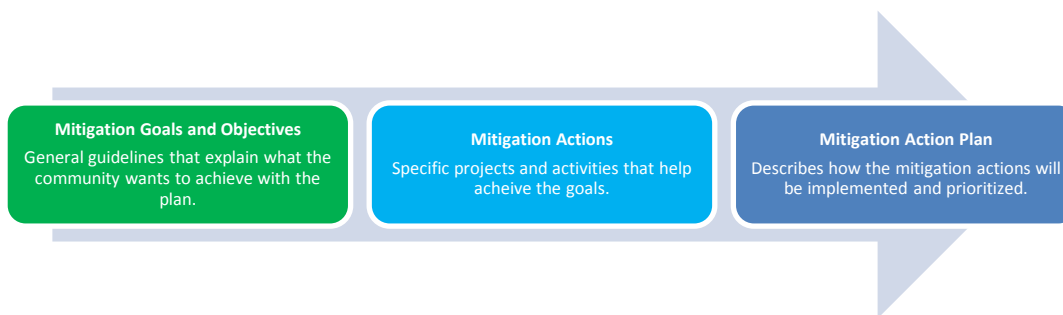 Mitigation Goals and Objectives
General guidelines that explain what the
community wants to achieve with the
plan.
Mitigation Actions
Specific projects and activities that help
acheive the goals.
Mitigation Action Plan
Describes how the mitigation actions will
be implemented and prioritized.